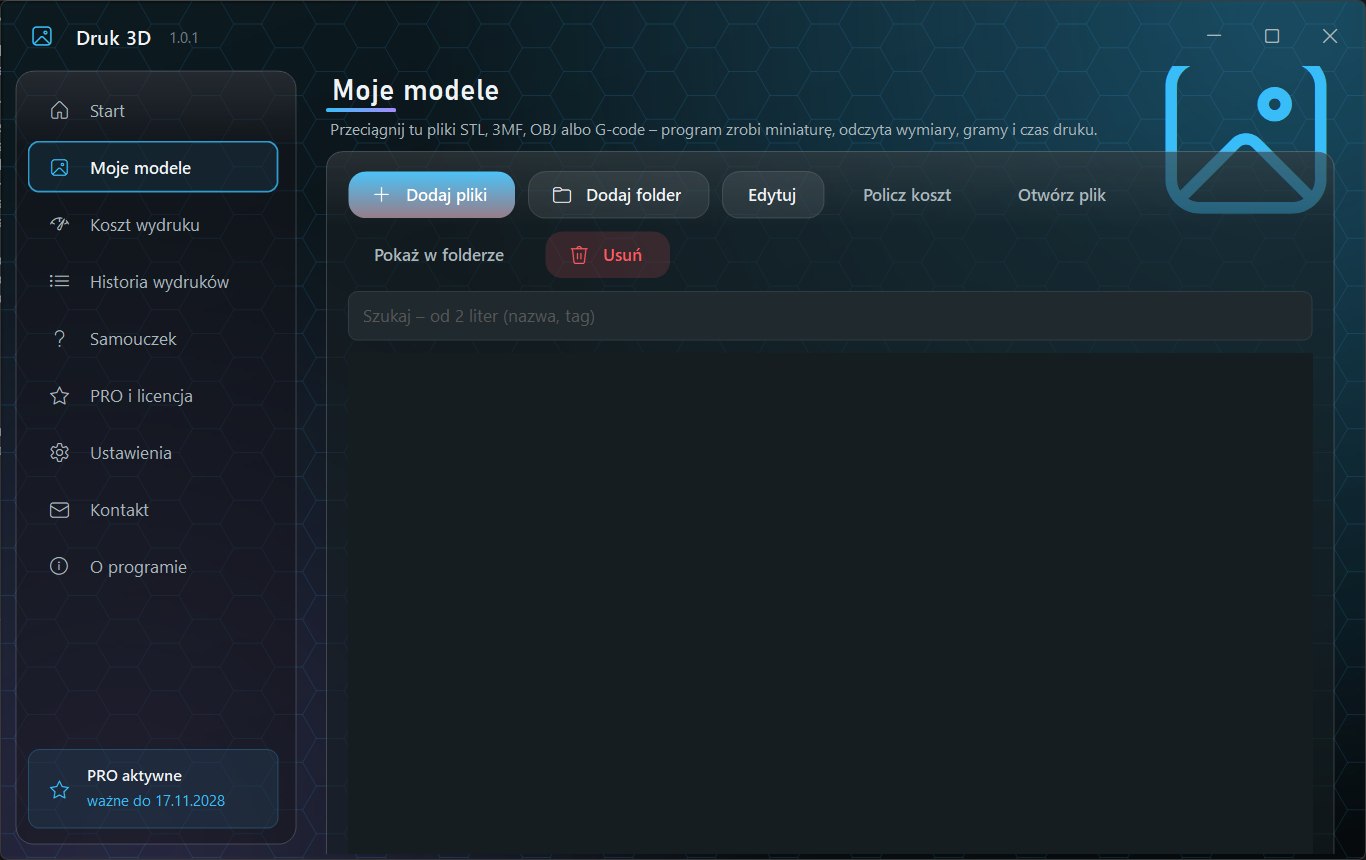 Druk 3D 1.0.1
Start
Moje modele
Koszt wydruku
Historia wydruków
Samouczek
PRO i licencja
Ustawienia
Kontakt
O programie
PRO aktywne
ważne do 17.11.2028
Moje modele
Przeciągnij tu pliki STL, 3MF, OBJ albo G-code – program zrobi miniaturę, odczyta wymiary, gramy i czas druku.
Dodaj pliki Dodaj folder Edytuj Policz koszt Otwórz plik
Pokaż w folderze Usuń
Szukaj – od 2 liter (nazwa, tag)